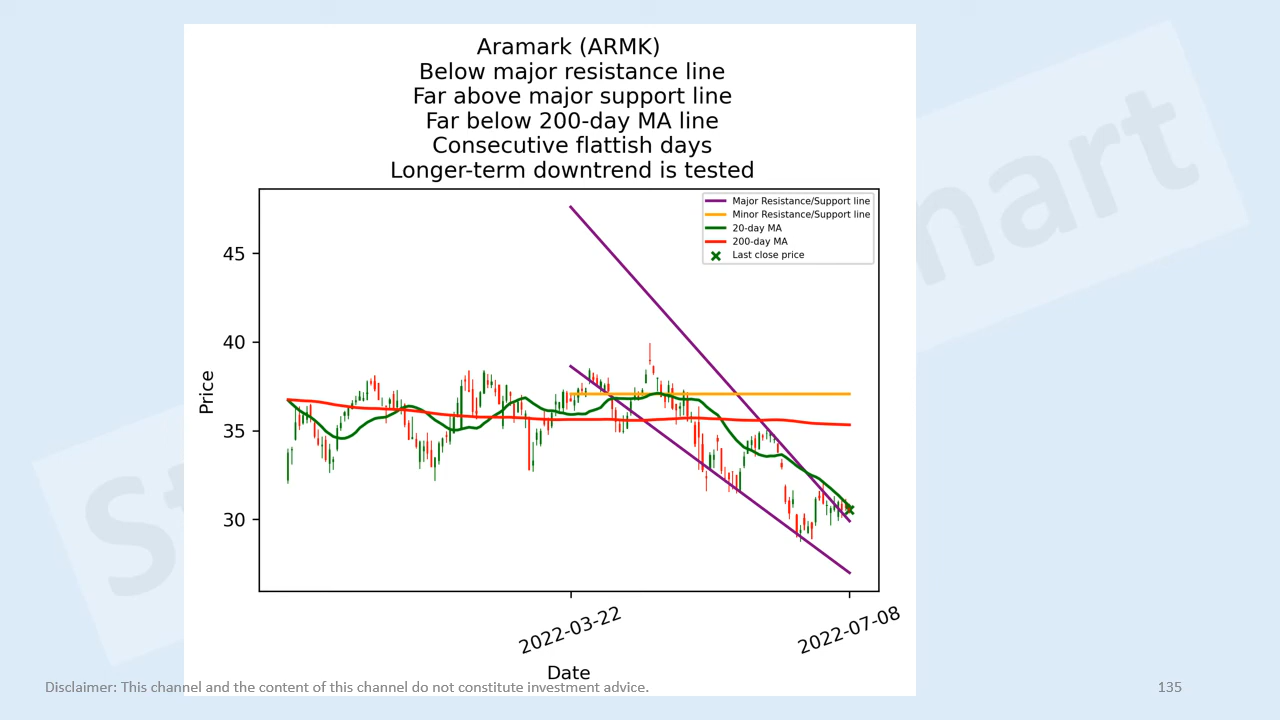 Aramark (ARMK)
Below major resistance line
Far above major support line
Far below 200-day MA line
Consecutive flattish days
Longer-term downtrend is tested
Major Resistance/Support line
Minor Resistance/Support line
20-day MA
200-day MA
Last close price
45
40
35
30
Price
2022-03-22
2022-07-08
Date
Disclaimer: This channel and the content of this channel do not constitute investment advice.
135